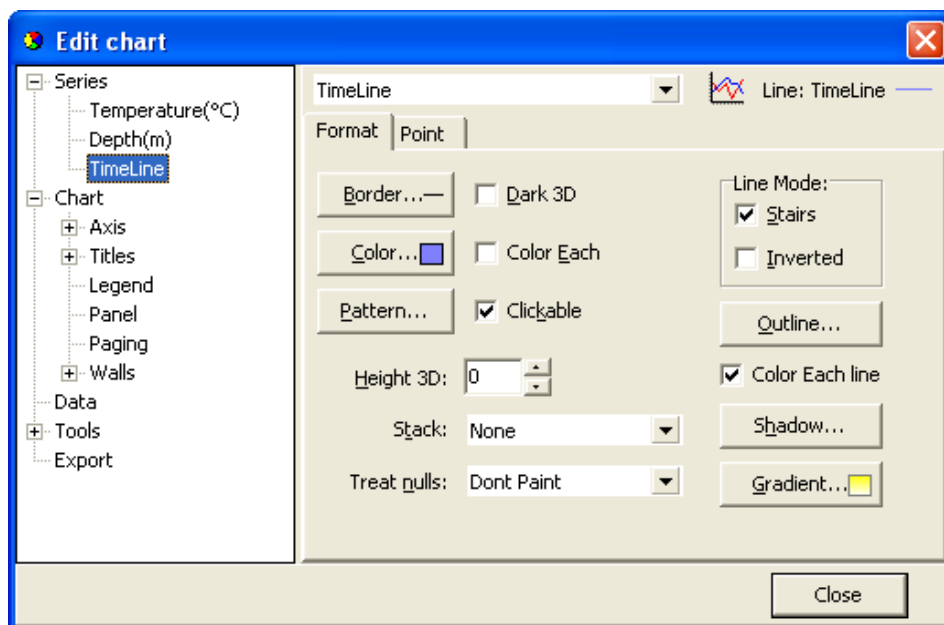 Edit chart
Series
Temperature(°C)
Depth(m)
TimeLine
Chart
Axis
Titles
Legend
Panel
Paging
Walls
Data
Tools
Export
TimeLine
Line: TimeLine
Format
Point
Border...
Dark 3D
Color...
Color Each
Pattern...
Clickable
Height 3D:
0
Stack:
None
Treat nulls:
Dont Paint
Line Mode:
Stairs
Inverted
Outline...
Color Each line
Shadow...
Gradient...
Close